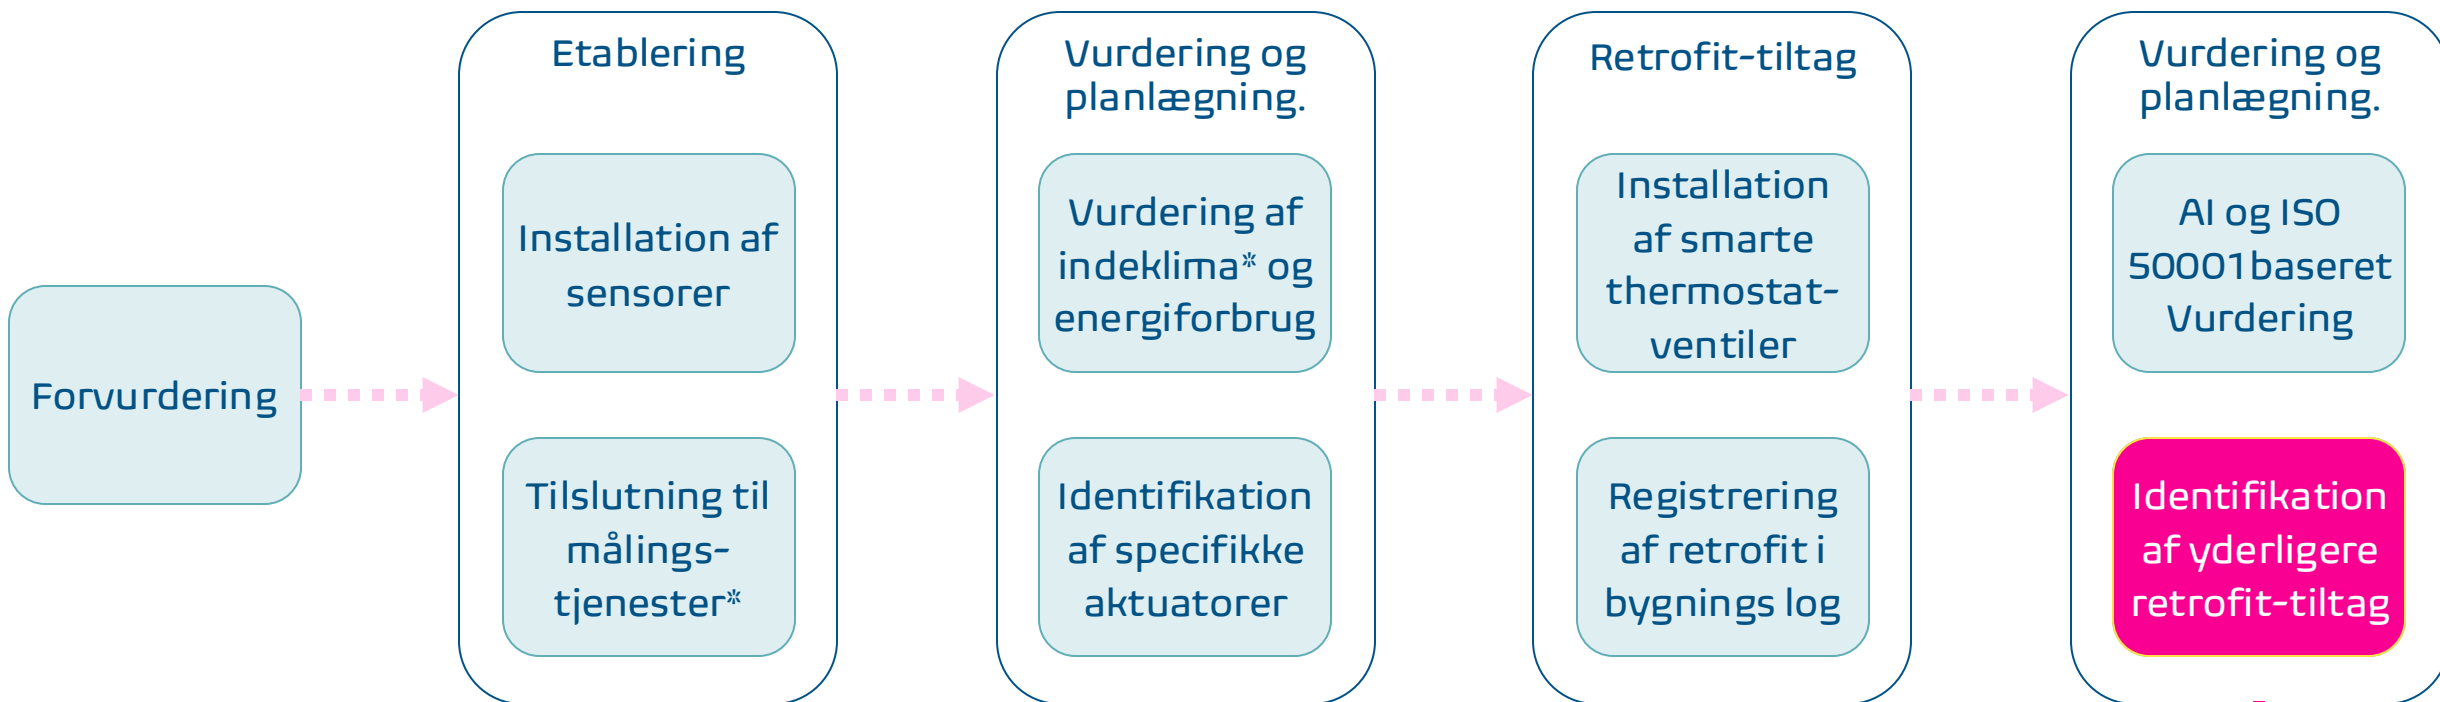 Forvurdering
Etablering
Installation af
sensorer
Tilslutning til
målings-
tjenester*
Vurdering og
planlægning.
Vurdering af
indeklima* og
energiforbrug
Identifikation
af specifikke
aktuatorer
Retrofit-tiltag
Installation
af smarte
thermostat-
ventiler
Registrering
af retrofit i
bygnings log
Vurdering og
planlægning.
AI og ISO
50001baseret
Vurdering
Identifikation
af yderligere
retrofit-tiltag